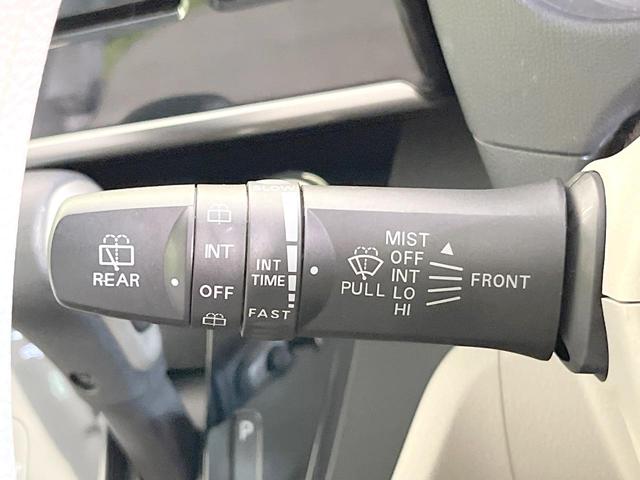 REAR
INT
OFF
SLOW
INT
TIME
FAST
PULL
MIST
OFF
INT
LO
HI
FRONT
P